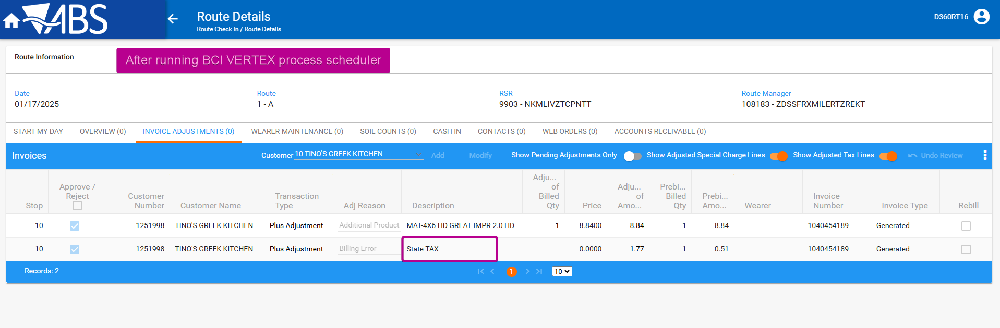 ABS
Route Details
Route Check In / Route Details
D360RT16
Route Information
After running BCI VERTEX process scheduler
Date
01/17/2025
Route
1 - A
RSR
9903 - NKMLIVZTCPNTT
Route Manager
108183 - ZDSSFRXMILERTZREKT
START MY DAY OVERVIEW (0) INVOICE ADJUSTMENTS (0) WEARER MAINTENANCE (0) SOIL COUNTS (0) CASH IN CONTACTS (0) WEB ORDERS (0) ACCOUNTS RECEIVABLE (0)
Invoices Customer 10 TINO'S GREEK KITCHEN Add Modify Show Pending Adjustments Only Show Adjusted Special Charge Lines Show Adjusted Tax Lines Undo Review
Stop
Approve /
Reject
Customer
Number
Customer Name
Transaction
Type
Adj Reason
Description
Adju...
of
Billed
Qty
Price
Adju...
of
Amo...
Prebi...
Billed
Qty
Prebi...
Amo...
Wearer
Invoice
Number
Invoice Type
Rebill
10 1251998 TINO'S GREEK KITCHEN Plus Adjustment Additional Product MAT-4X6 HD GREAT IMPR 2.0 HD 1 8.8400 8.84 1 8.84 1040454189 Generated
10 1251998 TINO'S GREEK KITCHEN Plus Adjustment Billing Error State TAX 0.0000 1.77 1 0.51 1040454189 Generated
Records: 2 1 10